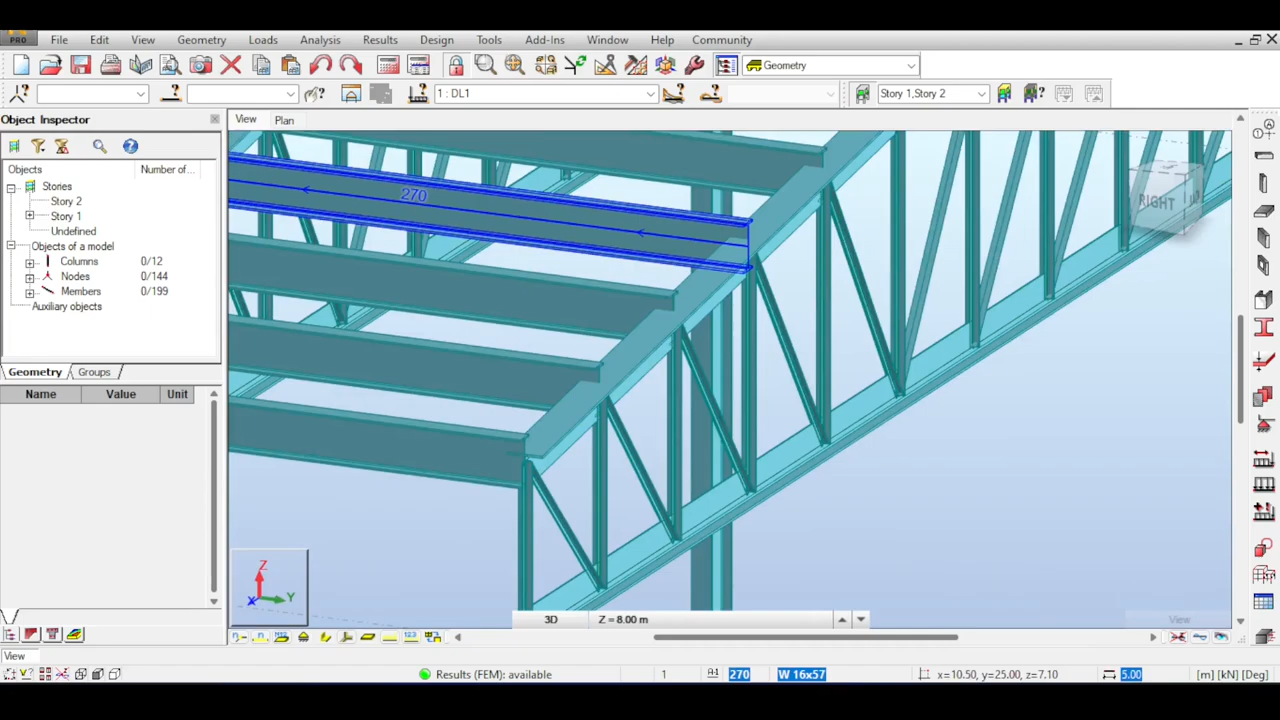 PRO File Edit View Geometry Loads Analysis Results Design Tools Add-Ins Window Help Community
Geometry
1 : DL1 Story 1,Story 2
Object Inspector
View Plan
Objects Number of...
Stories
Story 2
Story 1
Undefined
Objects of a model
Columns 0/12
Nodes 0/144
Members 0/199
Auxiliary objects
Geometry Groups
Name Value Unit
270
RIGHT
Z
X Y
3D Z = 8.00 m
View
View
Results (FEM): available 1 270 W 16x57 x=10.50, y=25.00, z=7.10 5.00 [m] [kN] [Deg]